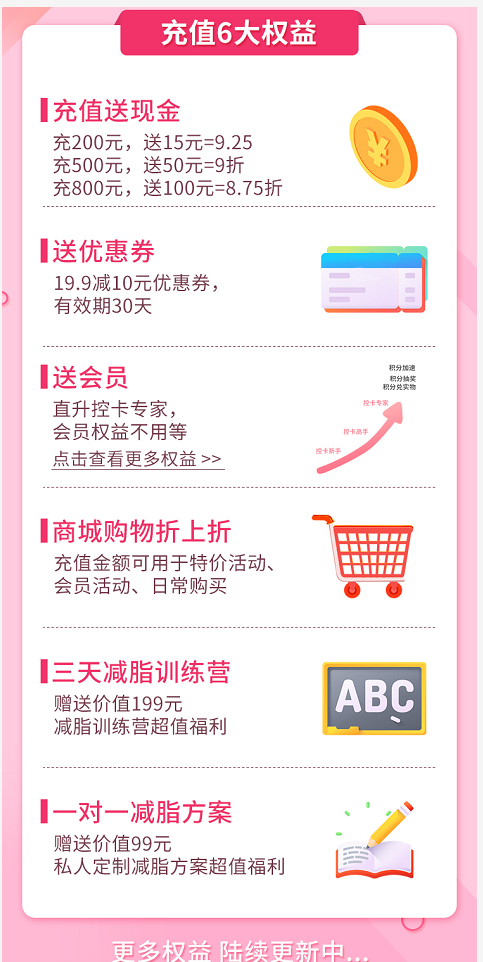 充值6大权益
充值送现金
充200元，送15元=9.25
充500元，送50元=9折
充800元，送100元=8.75折
¥
送优惠券
19.9减10元优惠券，
有效期30天
送会员
直升控卡专家，
会员权益不用等
点击查看更多权益 >>
积分加速
积分抽奖
积分兑实物
控卡专家
控卡高手
控卡新手
商城购物折上折
充值金额可用于特价活动、
会员活动、日常购买
三天减脂训练营
赠送价值199元
减脂训练营超值福利
ABC
一对一减脂方案
赠送价值99元
私人定制减脂方案超值福利
更多权益 陆续更新中...